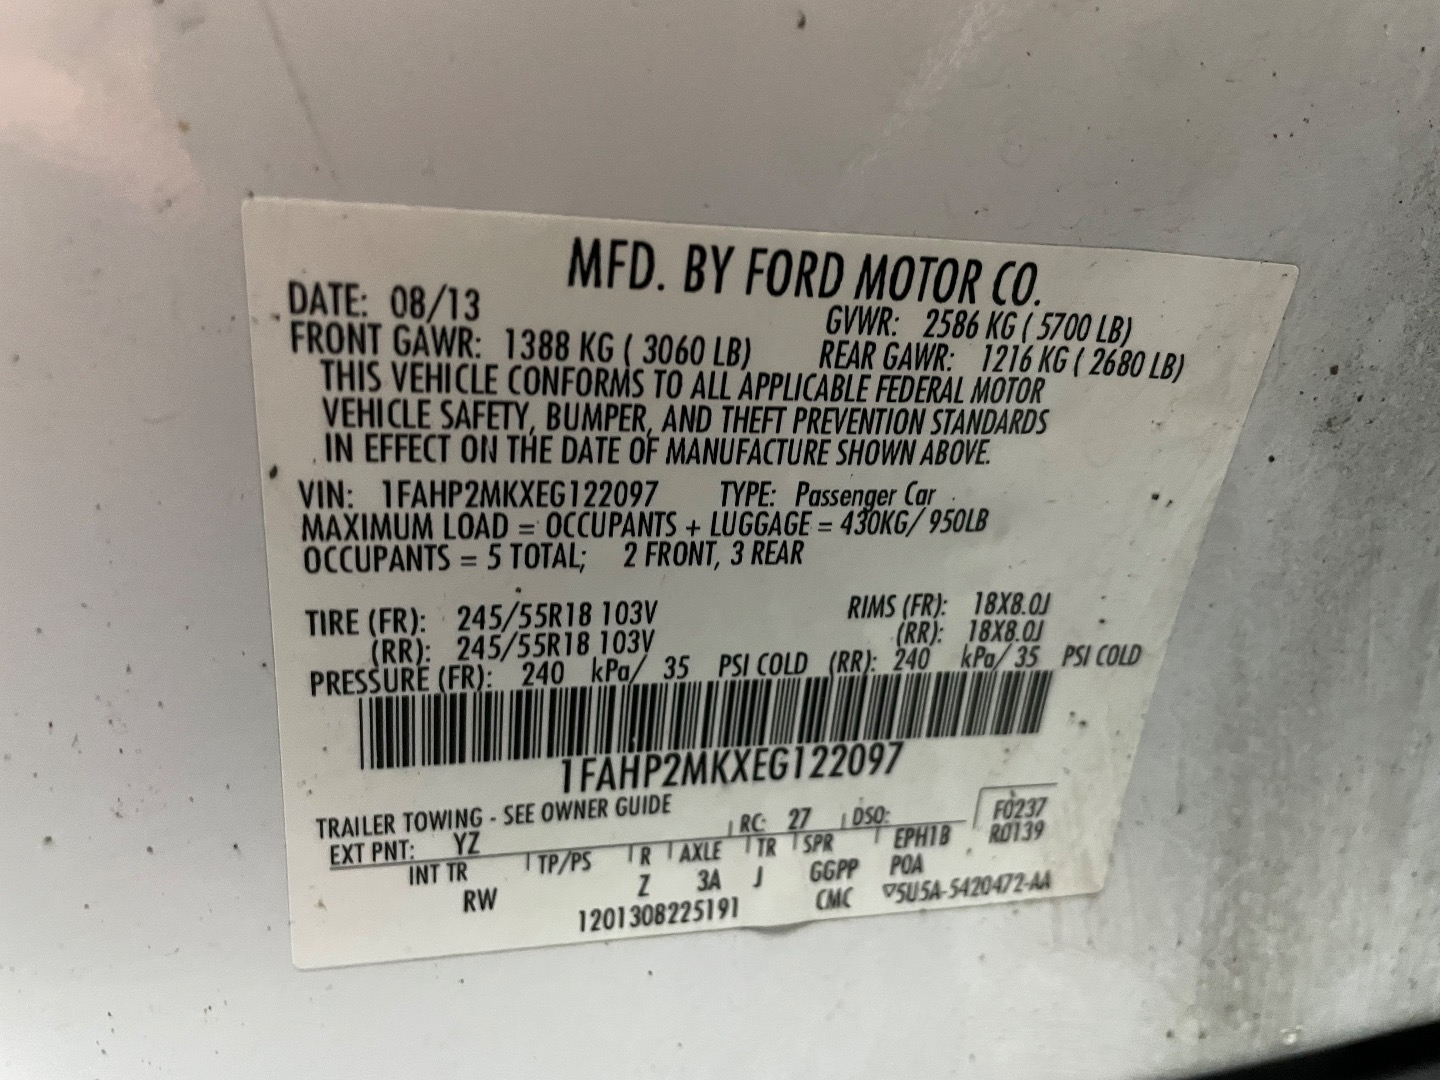 MFD. BY FORD MOTOR CO.
DATE: 08/13 GVWR: 2586 KG ( 5700 LB)
FRONT GAWR: 1388 KG ( 3060 LB) REAR GAWR: 1216 KG ( 2680 LB)
THIS VEHICLE CONFORMS TO ALL APPLICABLE FEDERAL MOTOR
VEHICLE SAFETY, BUMPER, AND THEFT PREVENTION STANDARDS
IN EFFECT ON THE DATE OF MANUFACTURE SHOWN ABOVE.
VIN: 1FAHP2MKXEG122097 TYPE: Passenger Car
MAXIMUM LOAD = OCCUPANTS + LUGGAGE = 430KG/ 950LB
OCCUPANTS = 5 TOTAL; 2 FRONT, 3 REAR
TIRE (FR): 245/55R18 103V RIMS (FR): 18X8.0J
(RR): 245/55R18 103V (RR): 18X8.0J
PRESSURE (FR): 240 kPa/ 35 PSI COLD (RR): 240 kPa/ 35 PSI COLD
1FAHP2MKXEG122097
TRAILER TOWING - SEE OWNER GUIDE
EXT PNT: YZ RC: 27 DSO: F0237
R0139
INT TR TP/PS R AXLE TR SPR EPH1B
RW Z 3A J GGPP POA
1201308225191 CMC ▽5U5A-5420472-AA